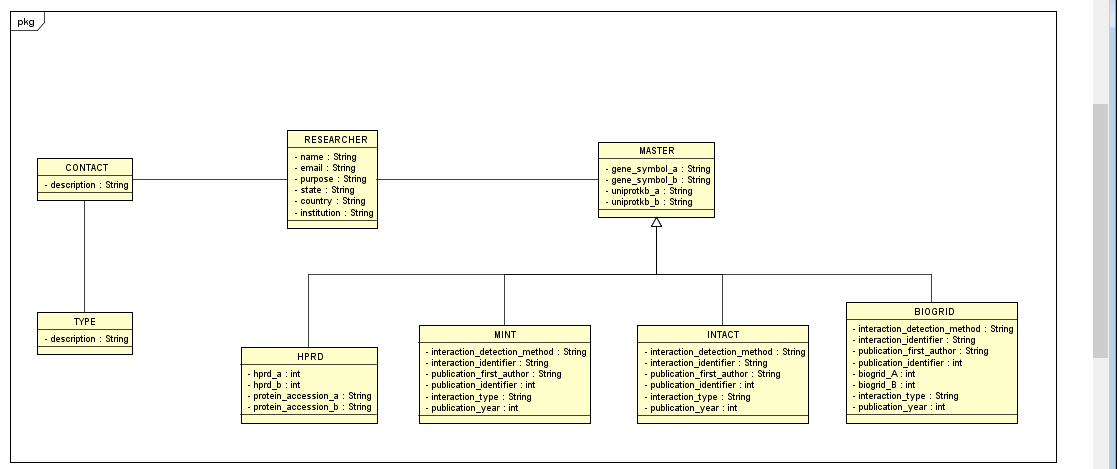 pkg
RESEARCHER
- name : String
- email : String
- purpose : String
- state : String
- country : String
- institution : String
MASTER
- gene_symbol_a : String
- gene_symbol_b : String
- uniprotkb_a : String
- uniprotkb_b : String
CONTACT
- description : String
TYPE
- description : String
HPRD
- hprd_a : int
- hprd_b : int
- protein_accession_a : String
- protein_accession_b : String
MINT
- interaction_detection_method : String
- interaction_identifier : String
- publication_first_author : String
- publication_identifier : int
- interaction_type : String
- publication_year : int
INTACT
- interaction_detection_method : String
- interaction_identifier : String
- publication_first_author : String
- publication_identifier : int
- interaction_type : String
- publication_year : int
BIOGRID
- interaction_detection_method : String
- interaction_identifier : String
- publication_first_author : String
- publication_identifier : int
- biogrid_A : int
- biogrid_B : int
- interaction_type : String
- publication_year : int